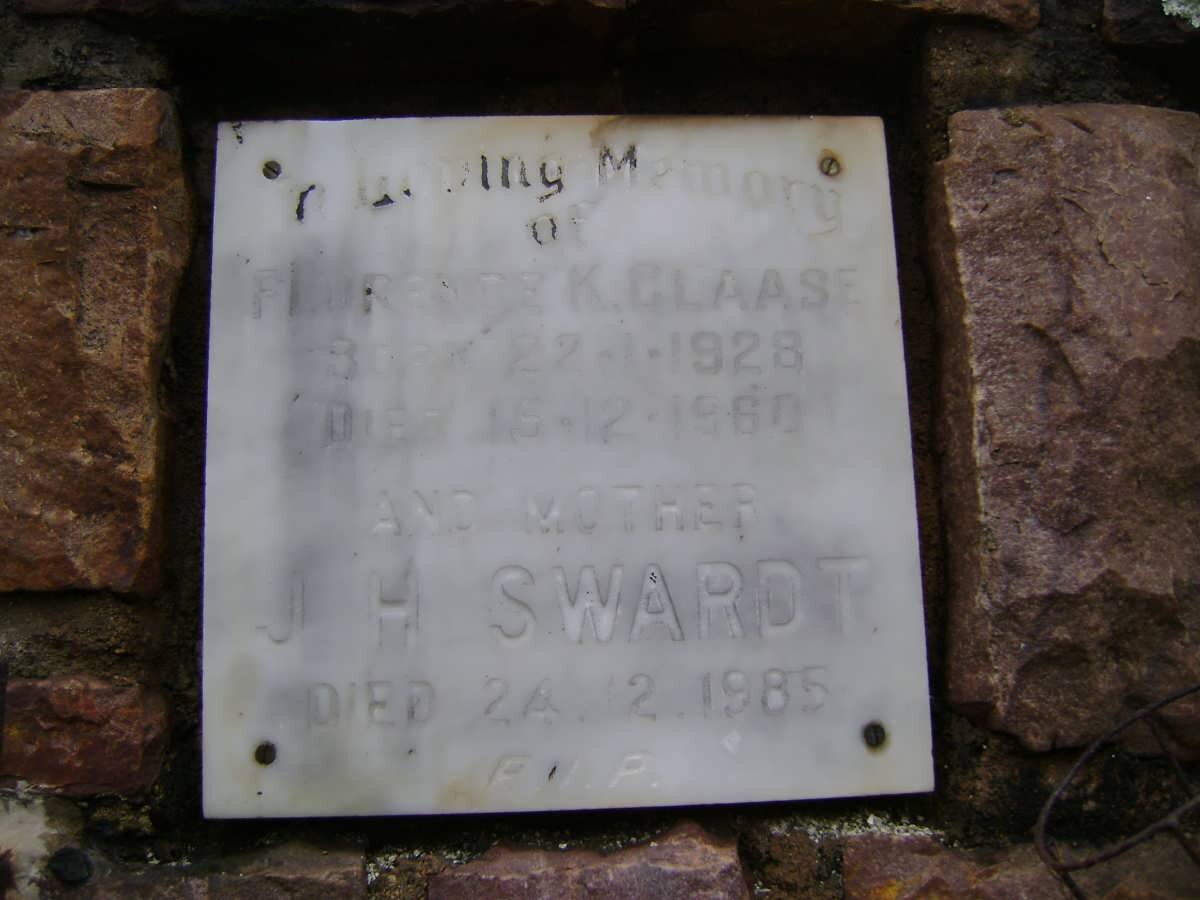 In Loving Memory
of
FLORENCE K. CLAASE
BORN 22.1.1928
DIED 15.12.1960
AND MOTHER
J H SWARDT
DIED 24.12.1985
R.I.P.